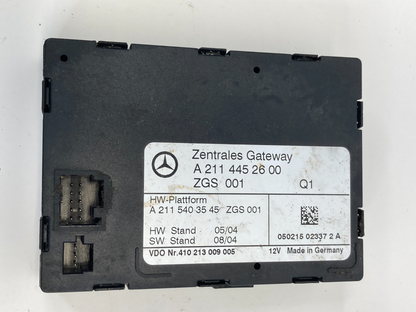 Zentrales Gateway
A 211 445 26 00
ZGS 001 Q1
HW-Plattform
A 211 540 35 45 ZGS 001
HW Stand 05/04
SW Stand 08/04
050215 02337 2 A
VDO Nr.410 213 009 005 12V Made in Germany